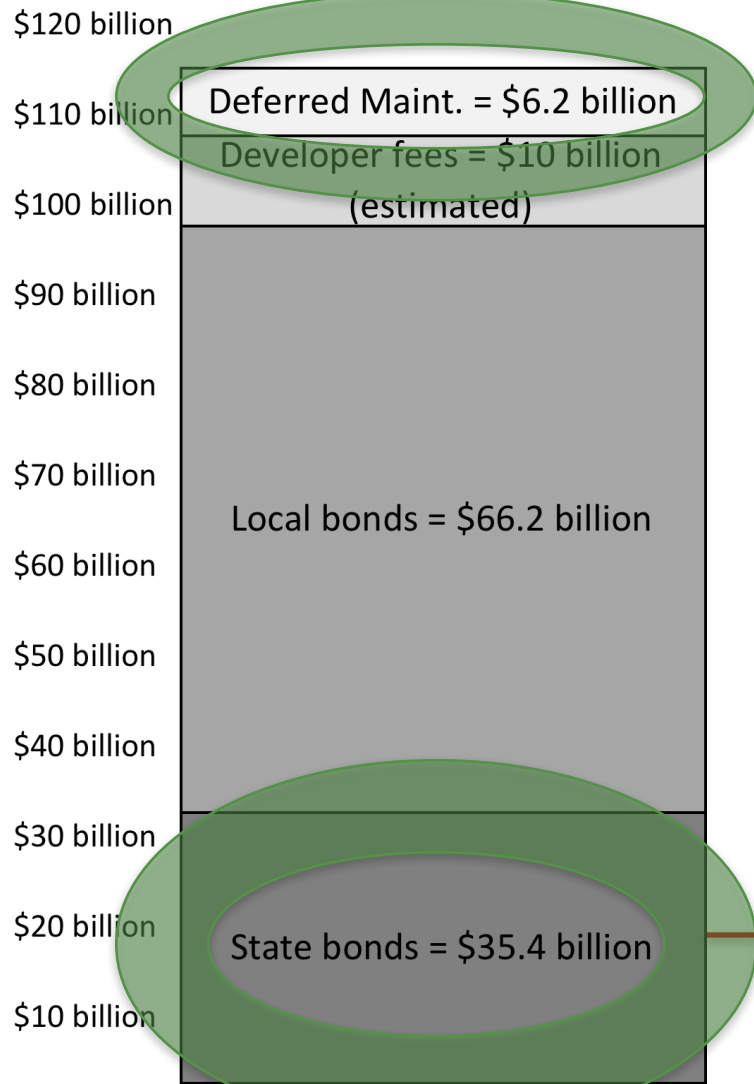 $120 billion
Deferred Maint. = $6.2 billion
$110 billion
Developer fees = $10 billion
(estimated)
$100 billion
$90 billion
$80 billion
$70 billion
Local bonds = $66.2 billion
$60 billion
$50 billion
$40 billion
$30 billion
$20 billion
State bonds = $35.4 billion
$10 billion